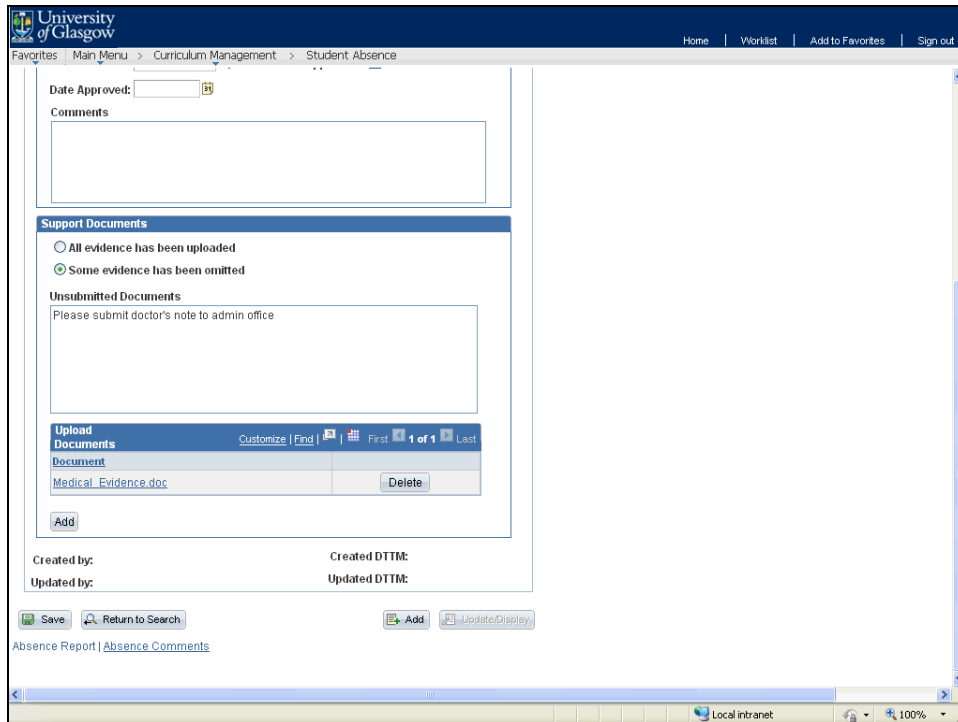 University
of Glasgow
Home | Worklist | Add to Favorites | Sign out
Favorites Main Menu > Curriculum Management > Student Absence
Date Approved:
Comments
Support Documents
All evidence has been uploaded
Some evidence has been omitted
Unsubmitted Documents
Please submit doctor's note to admin office
Upload
Documents
Customize | Find | First 1 of 1 Last
Document
Medical_Evidence.doc Delete
Add
Created by: Created DTTM:
Updated by: Updated DTTM:
Save Return to Search Add Update/Display
Absence Report | Absence Comments
Local intranet 100%